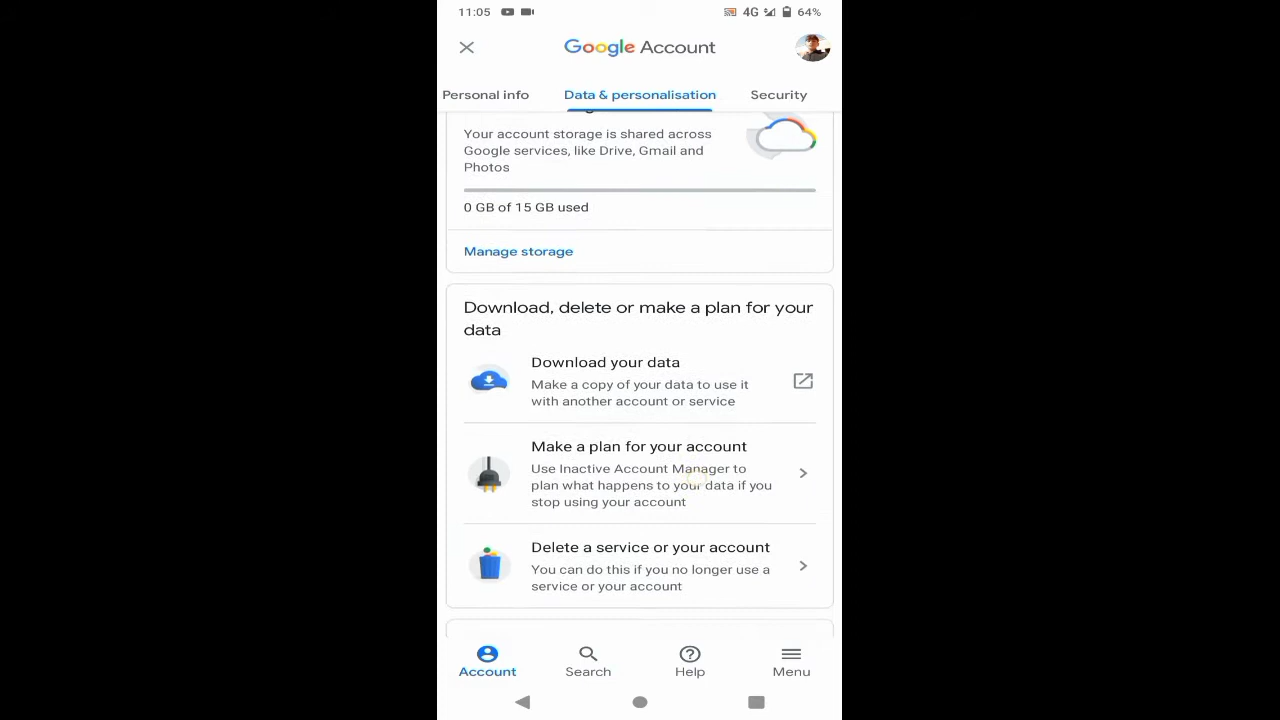 11:05 4G 64%
Google Account
Personal info Data & personalisation Security
Your account storage is shared across
Google services, like Drive, Gmail and
Photos
0 GB of 15 GB used
Manage storage
Download, delete or make a plan for your
data
Download your data
Make a copy of your data to use it
with another account or service
Make a plan for your account
Use Inactive Account Manager to
plan what happens to your data if you
stop using your account
Delete a service or your account
You can do this if you no longer use a
service or your account
Account Search Help Menu